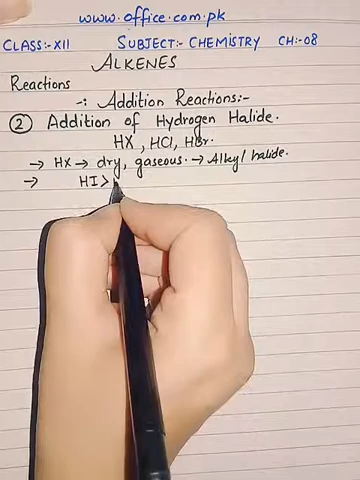 www.office.com.pk
CLASS:-XII SUBJECT:- CHEMISTRY CH:-08
ALKENES
Reactions
-: Addition Reactions:-
② Addition of Hydrogen Halide.
HX, HCl, HBr.
→ HX → dry, gaseous. → Alkyl halide.
→ HI >